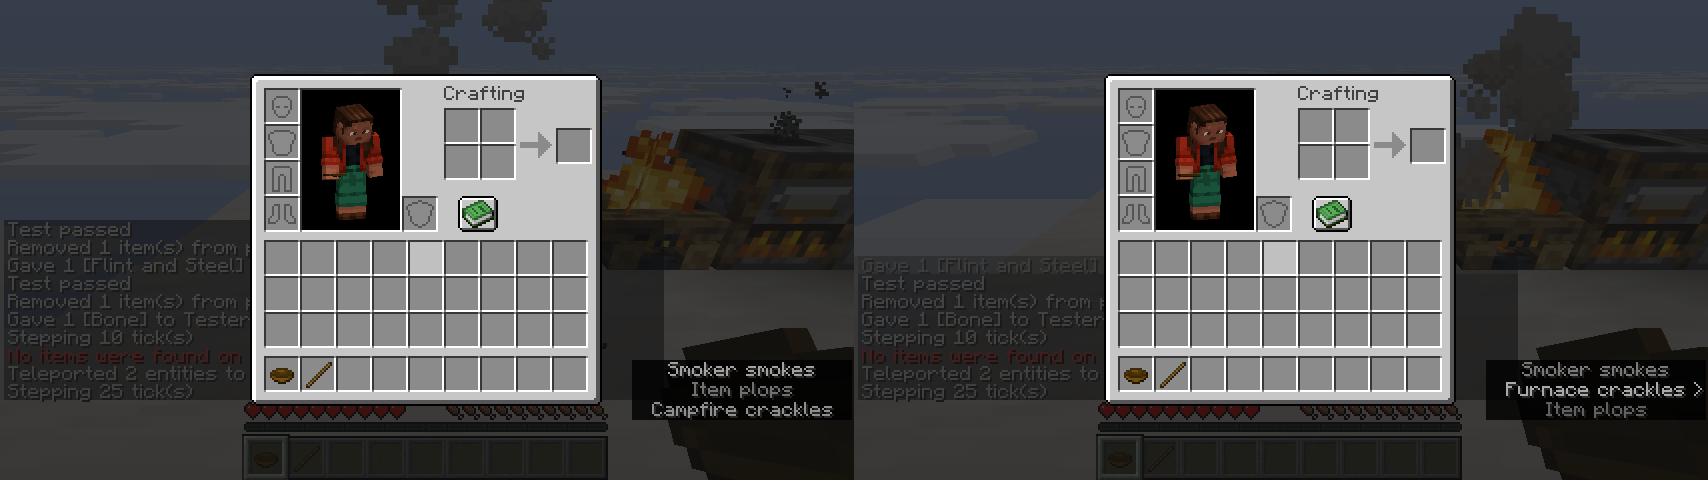 Crafting
Test passed
Removed 1 item(s) from
Gave 1 [Flint and Steel]
Test passed
Removed 1 item(s) from
Gave 1 [Bone] to Tester
Stepping 10 tick(s)
No items were found on
Teleported 2 entities to
Stepping 25 tick(s)
Smoker smokes
Item plops
Campfire crackles
Crafting
Gave 1 [Flint and Steel]
Test passed
Removed 1 item(s) from
Gave 1 [Bone] to Tester
Stepping 10 tick(s)
No items were found on
Teleported 2 entities to
Stepping 25 tick(s)
Smoker smokes
Furnace crackles >
Item plops